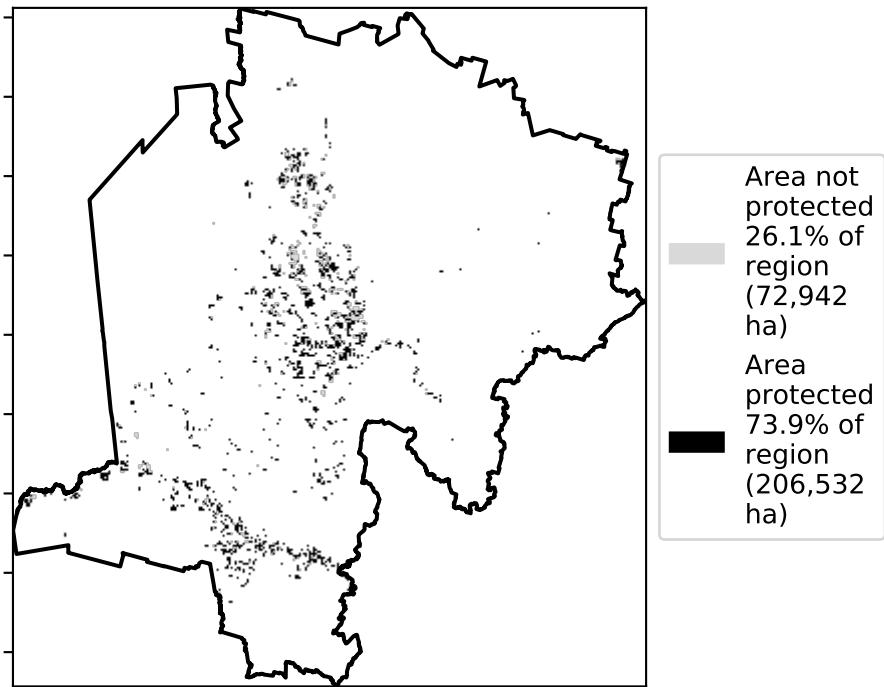 Area not
protected
26.1% of
region
(72,942
ha)
Area
protected
73.9% of
region
(206,532
ha)